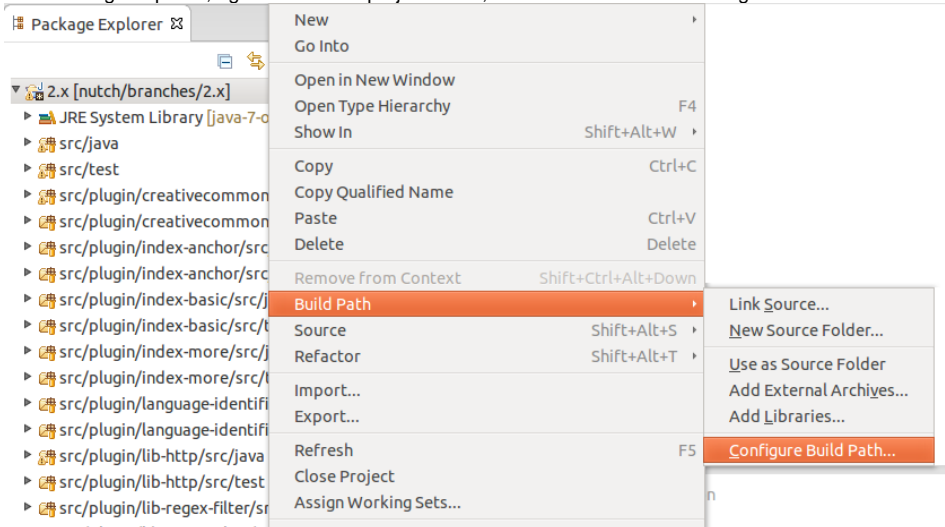 Package Explorer
2.x [nutch/branches/2.x]
JRE System Library [java-7-o
src/java
src/test
src/plugin/creativecommon
src/plugin/creativecommon
src/plugin/index-anchor/src
src/plugin/index-anchor/src
src/plugin/index-basic/src/j
src/plugin/index-basic/src/t
src/plugin/index-more/src/j
src/plugin/index-more/src/t
src/plugin/language-identifi
src/plugin/language-identifi
src/plugin/lib-http/src/java
src/plugin/lib-http/src/test
src/plugin/lib-regex-filter/sr
New
Go Into
Open in New Window
Open Type Hierarchy F4
Show In Shift+Alt+W
Copy Ctrl+C
Copy Qualified Name
Paste Ctrl+V
Delete Delete
Remove from Context Shift+Ctrl+Alt+Down
Build Path
Source Shift+Alt+S
Refactor Shift+Alt+T
Import...
Export...
Refresh F5
Close Project
Assign Working Sets...
Link Source...
New Source Folder...
Use as Source Folder
Add External Archives...
Add Libraries...
Configure Build Path...
n